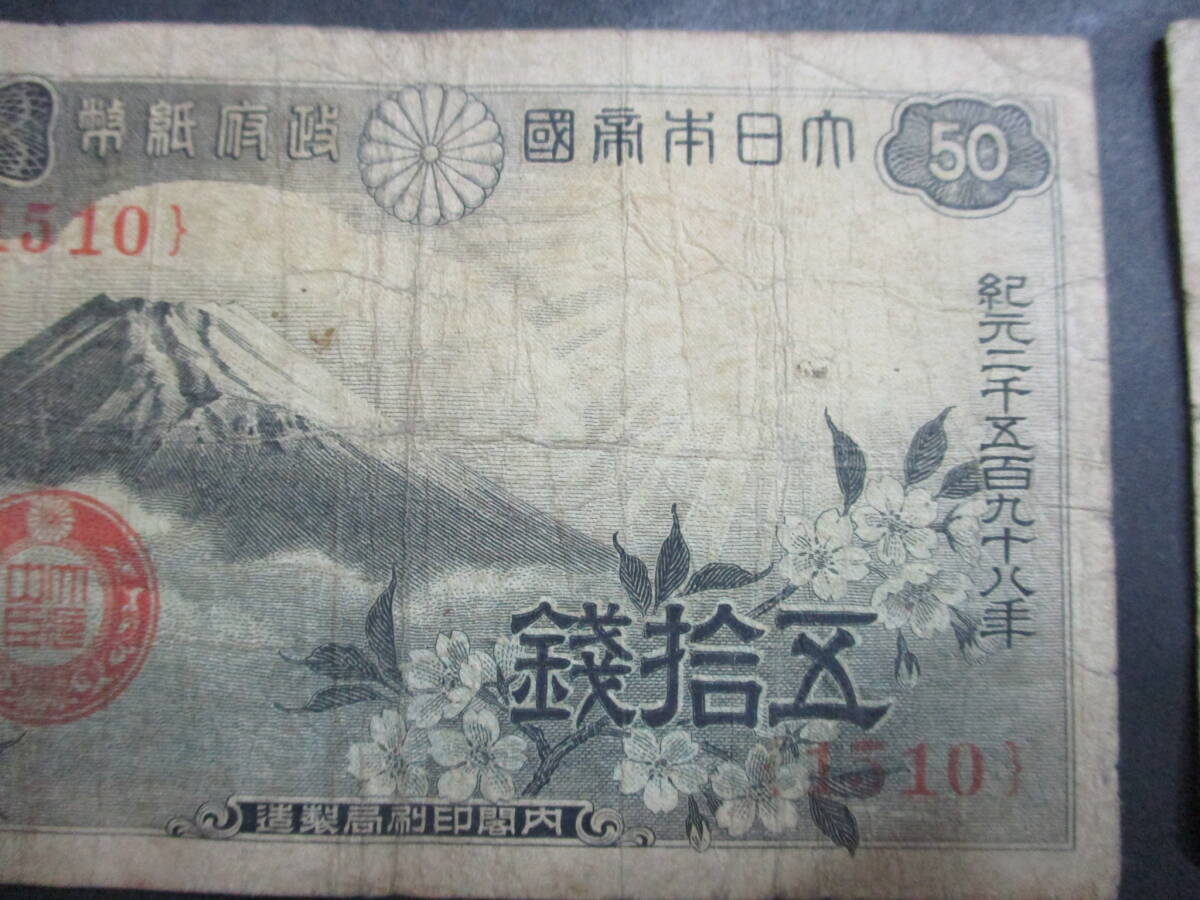 大日本帝國政府紙幣
50
1510}
紀元二千五百九十八年
五拾錢
{1510}
内閣印刷局製造